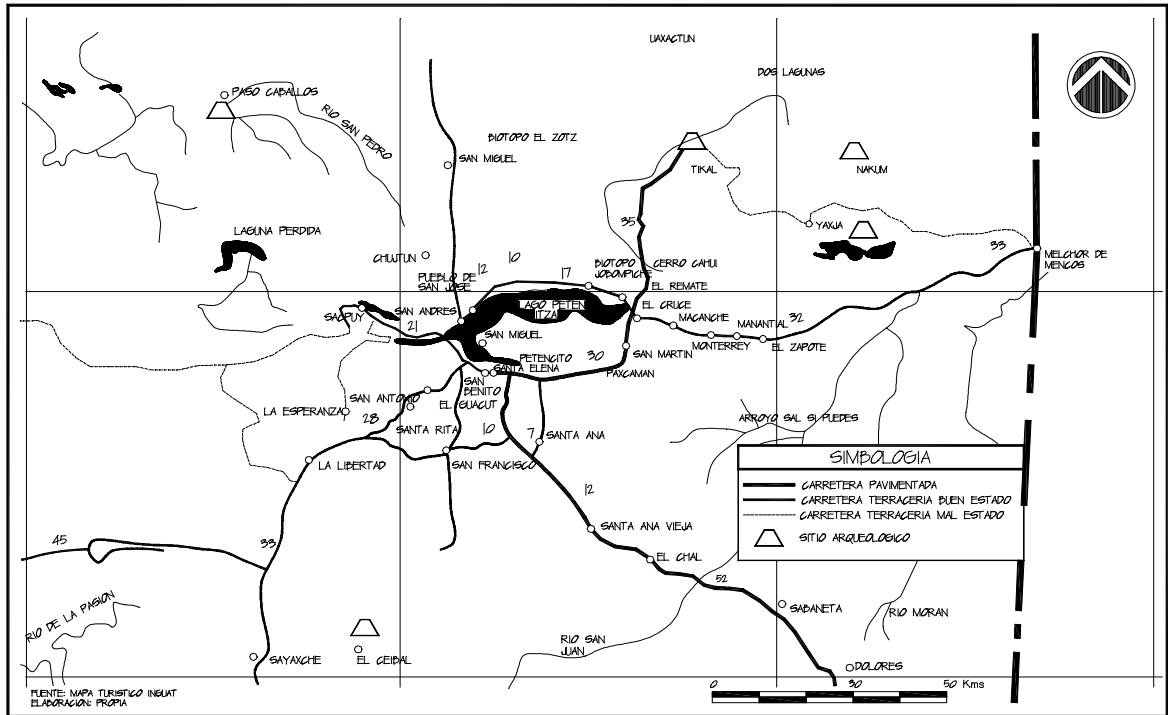 UAXACTUN
DOS LAGUNAS
PASO CABALLOS
RIO SAN PEDRO
BIOTOPO EL ZOTZ
SAN MIGUEL
TIKAL
NAKUM
YAXJA
LAGUNA PERDIDA
35
33
MELCHOR DE
MENCOS
CHUJTUN
12
10
17
BIOTOPO
JOBOMPICHE
CERRO CAHUI
PUEBLO DE
SAN JOSE
EL REMATE
SAN ANDRES
SACPUY
21
LAGO PETEN
ITZA
EL CRUCE
MACANCHE
MANANTIAL
32
SAN MIGUEL
MONTERREY
EL ZAPOTE
PETENCITO
30
SAN MARTIN
SANTA ELENA
PAXCAMAN
SAN
BENITO
SAN ANTONIO
EL GUACUT
LA ESPERANZA
28
SANTA RITA
10
7
SANTA ANA
ARROYO SAL SI PUEDES
LA LIBERTAD
SAN FRANCISCO
12
SIMBOLOGIA
CARRETERA PAVIMENTADA
CARRETERA TERRACERIA BUEN ESTADO
CARRETERA TERRACERIA MAL ESTADO
SITIO ARQUEOLOGICO
SANTA ANA VIEJA
45
33
EL CHAL
52
SABANETA
RIO MORAN
RIO DE LA PASION
RIO SAN
JUAN
SAYAXCHE
EL CEIBAL
DOLORES
FUENTE: MAPA TURISTICO INGUAT
ELABORACION: PROPIA
0 30 50 Kms